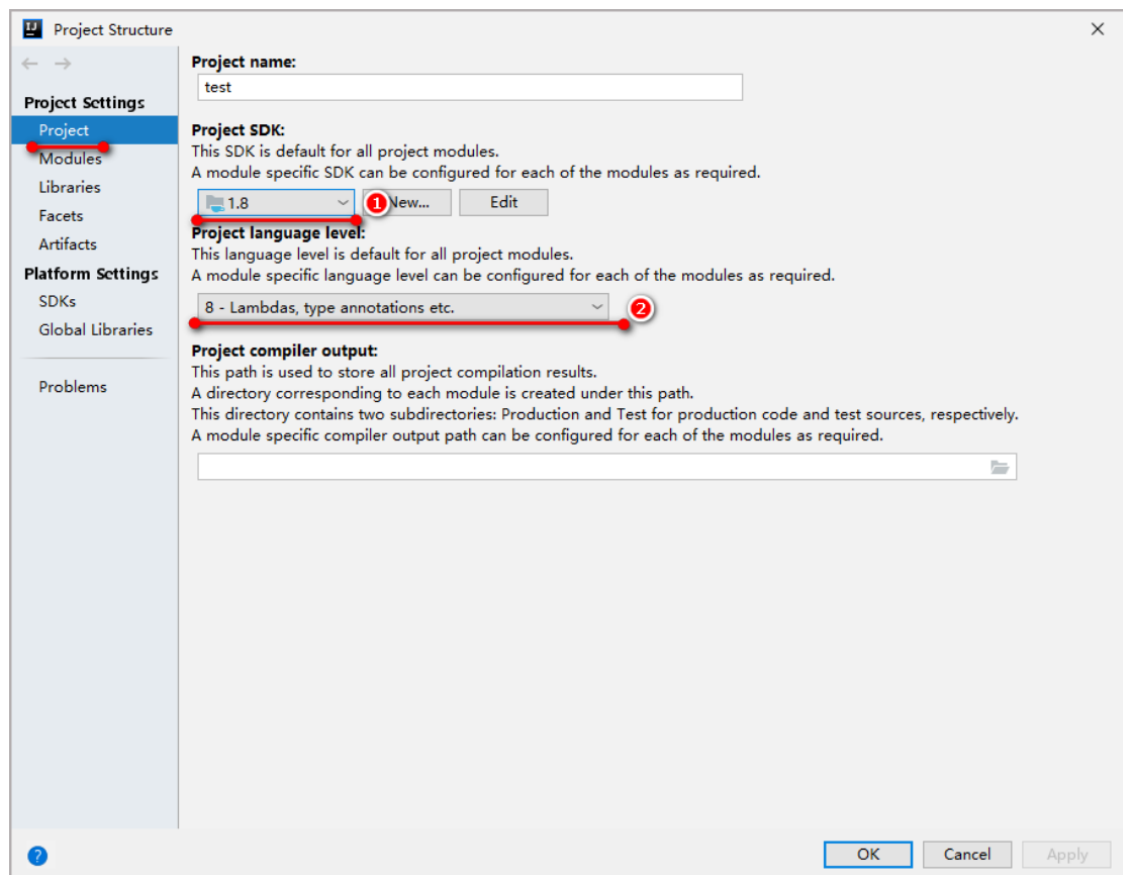 Project Structure
Project name:
test
Project Settings
Project
Modules
Libraries
Facets
Artifacts
Platform Settings
SDKs
Global Libraries
Problems
Project SDK:
This SDK is default for all project modules.
A module specific SDK can be configured for each of the modules as required.
1.8 1 New... Edit
Project language level:
This language level is default for all project modules.
A module specific language level can be configured for each of the modules as required.
8 - Lambdas, type annotations etc. 2
Project compiler output:
This path is used to store all project compilation results.
A directory corresponding to each module is created under this path.
This directory contains two subdirectories: Production and Test for production code and test sources, respectively.
A module specific compiler output path can be configured for each of the modules as required.
? OK Cancel Apply